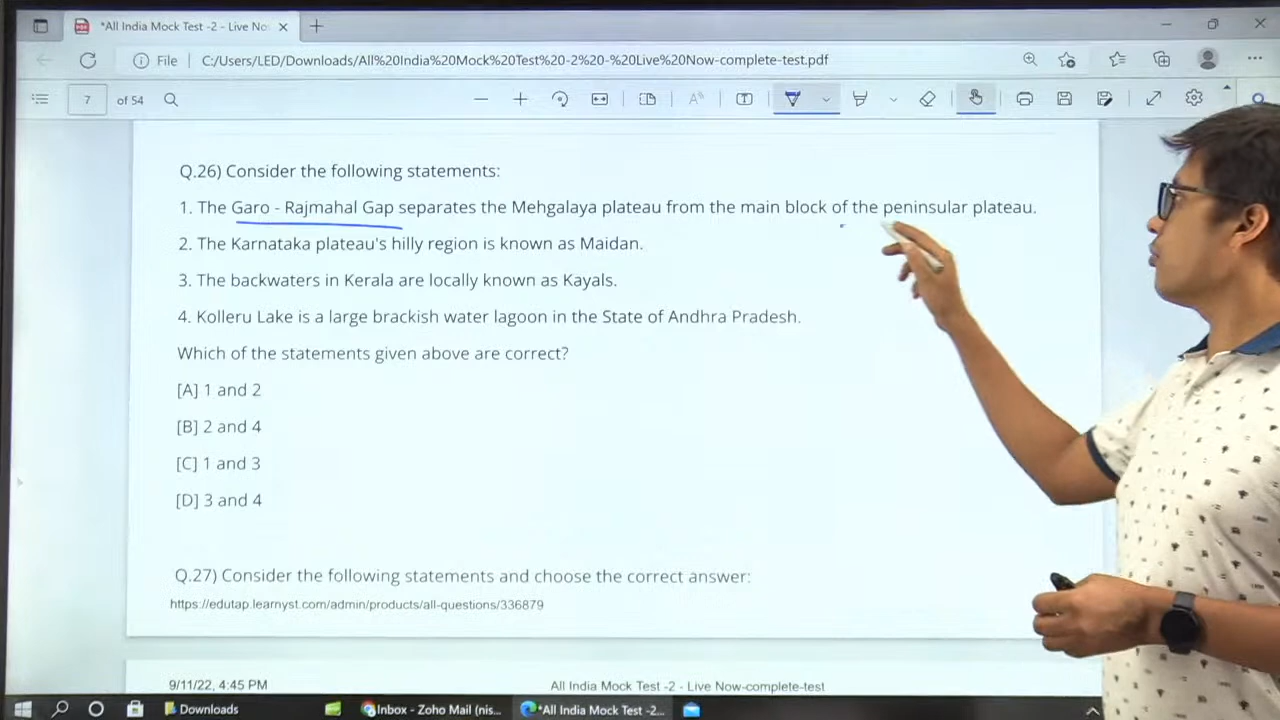 *All India Mock Test -2 - Live No
File
C:/Users/LED/Downloads/All%20India%20Mock%20Test%20-2%20-%20Live%20Now-complete-test.pdf
7 of 54
Q.26) Consider the following statements:
1. The Garo - Rajmahal Gap separates the Mehgalaya plateau from the main block of the peninsular plateau.
2. The Karnataka plateau's hilly region is known as Maidan.
3. The backwaters in Kerala are locally known as Kayals.
4. Kolleru Lake is a large brackish water lagoon in the State of Andhra Pradesh.
Which of the statements given above are correct?
[A] 1 and 2
[B] 2 and 4
[C] 1 and 3
[D] 3 and 4
Q.27) Consider the following statements and choose the correct answer:
https://edutap.learnyst.com/admin/products/all-questions/336879
9/11/22, 4:45 PM All India Mock Test -2 - Live Now-complete-test
Downloads Inbox - Zoho Mail (nis... *All India Mock Test -2...